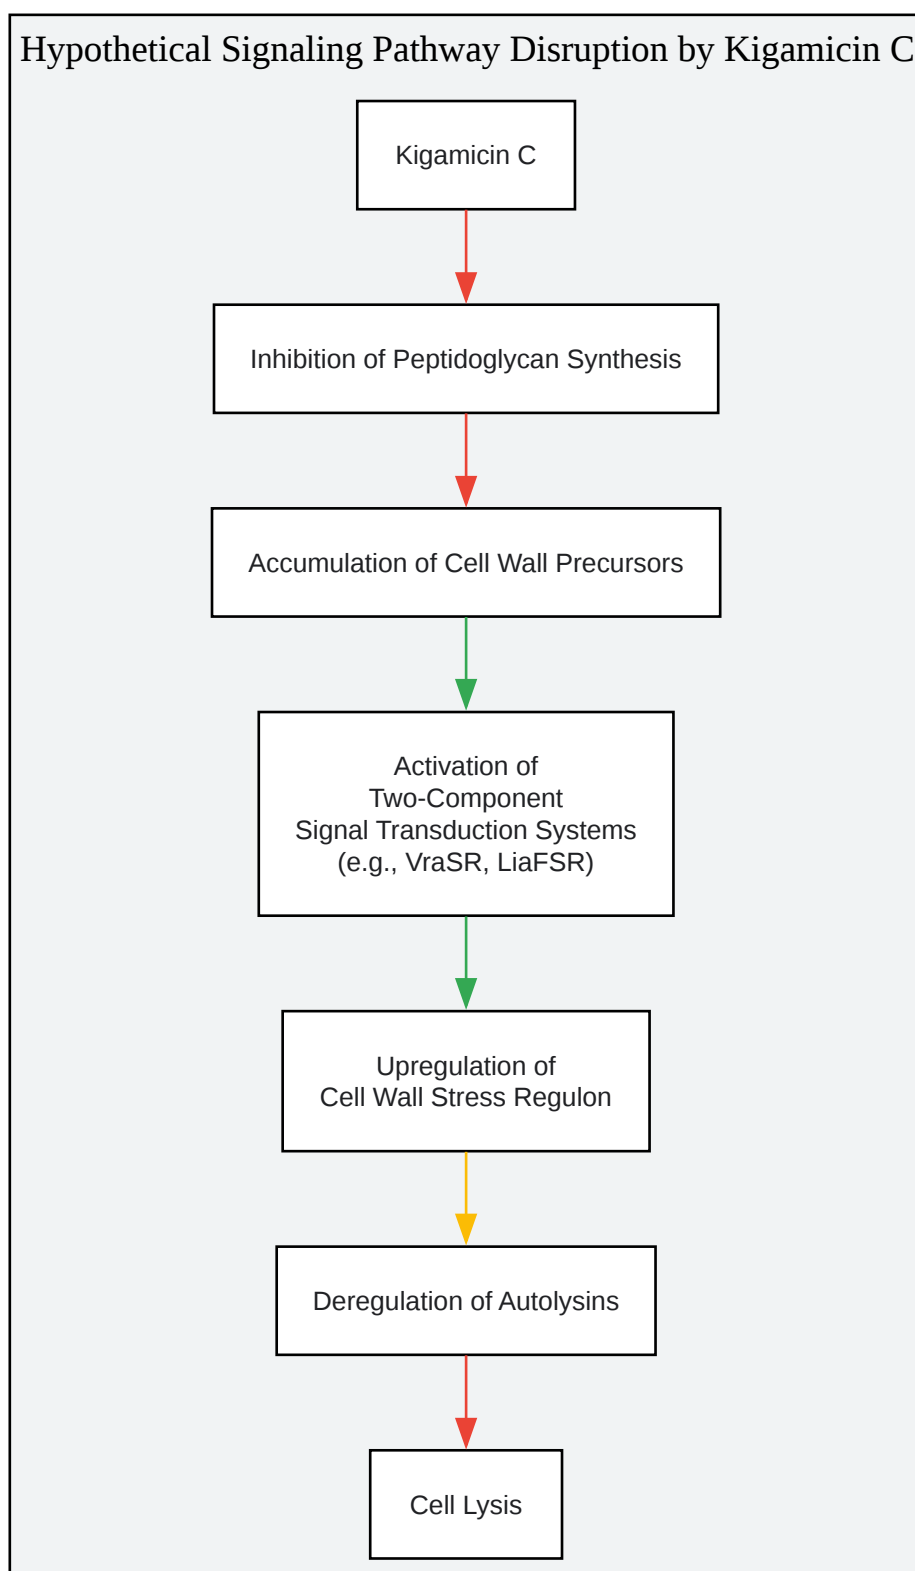 Hypothetical Signaling Pathway Disruption by Kigamicin C
Kigamicin C
Inhibition of Peptidoglycan Synthesis
Accumulation of Cell Wall Precursors
Activation of
Two-Component
Signal Transduction Systems
(e.g., VraSR, LiaFSR)
Upregulation of
Cell Wall Stress Regulon
Deregulation of Autolysins
Cell Lysis